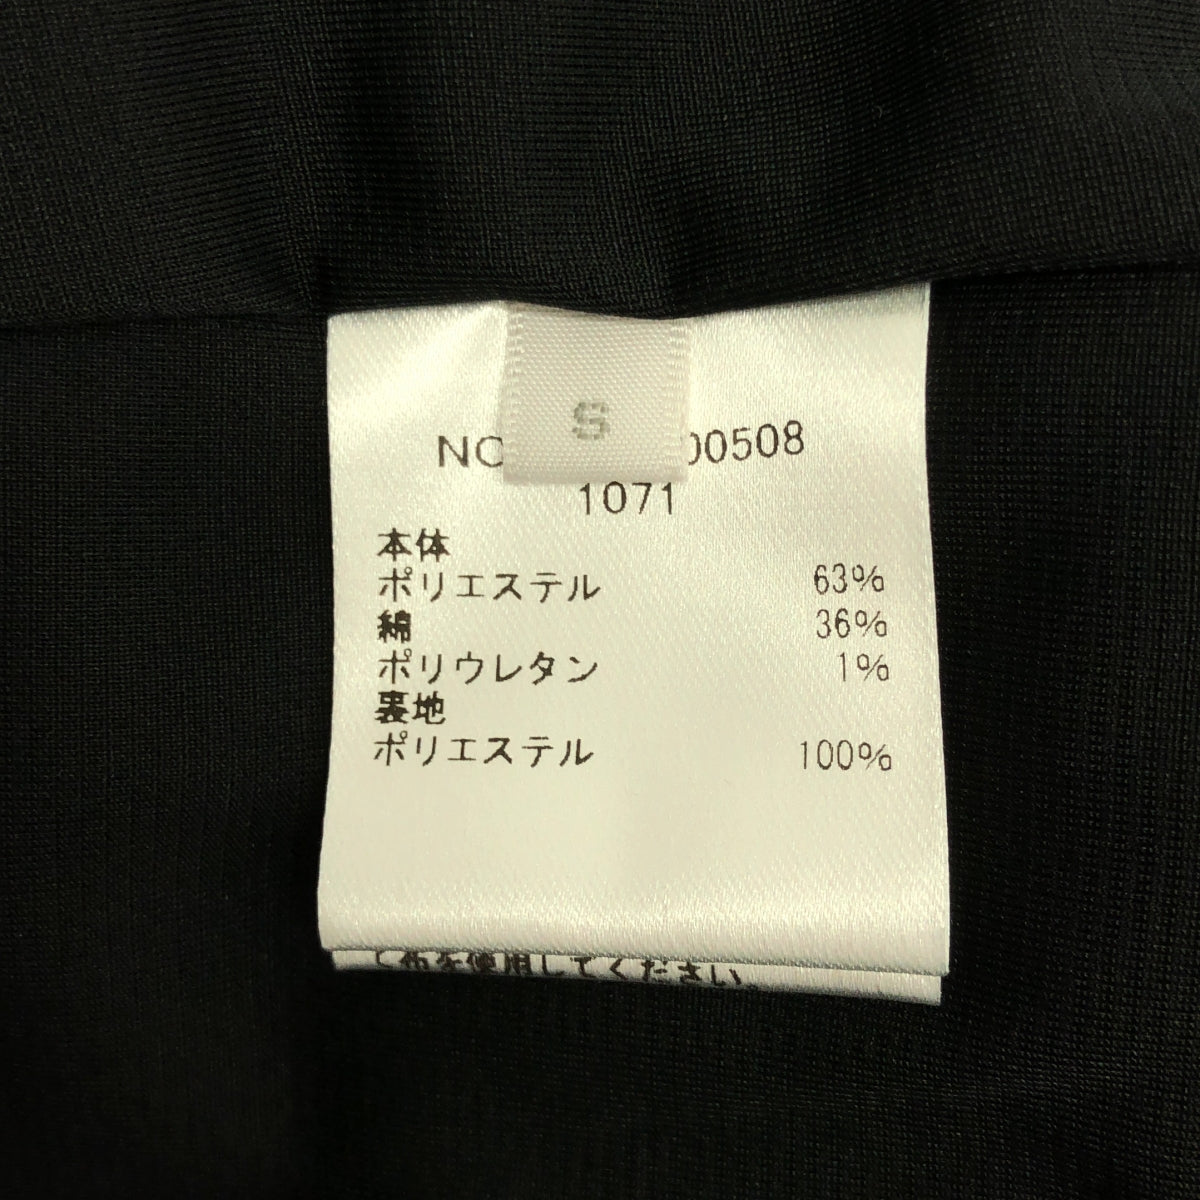 S
NO 00508
1071
本体
ポリエステル 63%
綿 36%
ポリウレタン 1%
裏地
ポリエステル 100%
て布を使用してください。